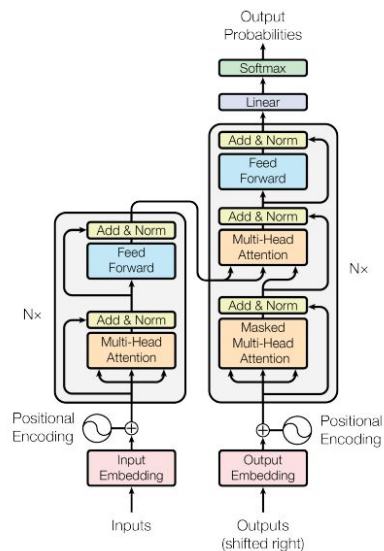 Output
Probabilities
Softmax
Linear
Add & Norm
Feed
Forward
Add & Norm
Multi-Head
Attention
Nx
Add & Norm
Masked
Multi-Head
Attention
Positional
Encoding
Output
Embedding
Outputs
(shifted right)
Add & Norm
Feed
Forward
Nx
Add & Norm
Multi-Head
Attention
Positional
Encoding
Input
Embedding
Inputs